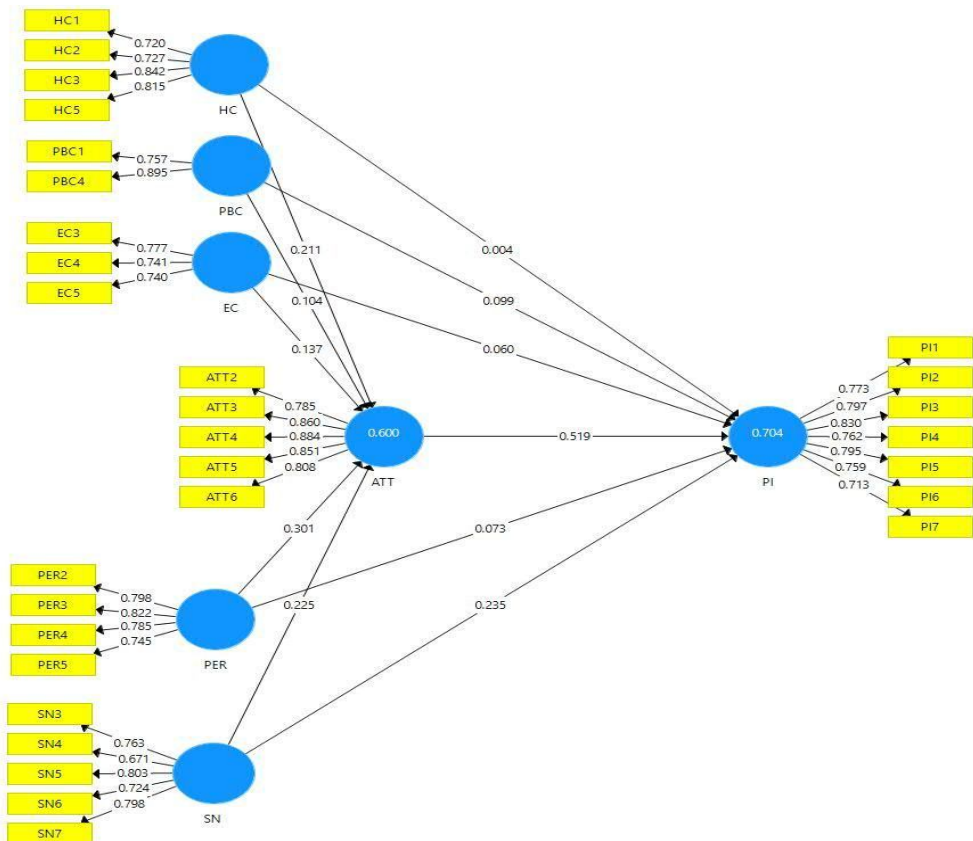 HC1
HC2
HC3
HC5
0.720
0.727
0.842
0.815
HC
PBC1
PBC4
0.757
0.895
PBC
EC3
EC4
EC5
0.777
0.741
0.740
EC
0.211
0.104
0.137
0.004
0.099
0.060
ATT2
ATT3
ATT4
ATT5
ATT6
0.785
0.860
0.884
0.851
0.808
0.600
ATT
0.519
0.704
PI
0.773
0.797
0.830
0.762
0.795
0.759
0.713
PI1
PI2
PI3
PI4
PI5
PI6
PI7
0.301
0.073
0.225
0.235
PER2
PER3
PER4
PER5
0.798
0.822
0.785
0.745
PER
SN3
SN4
SN5
SN6
SN7
0.763
0.671
0.803
0.724
0.798
SN